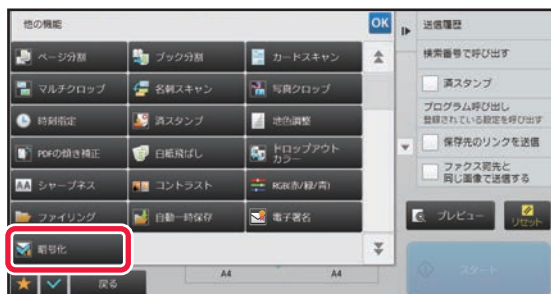 他の機能
OK
ページ分割
ブック分割
カードスキャン
マルチクロップ
名刺スキャン
写真クロップ
時刻指定
済スタンプ
地色調整
PDFの傾き補正
白紙飛ばし
ドロップアウト
カラー
シャープネス
コントラスト
RGB(赤/緑/青)
ファイリング
自動一時保存
電子署名
暗号化
戻る
A4
A4
送信履歴
検索番号で呼び出す
済スタンプ
プログラム呼び出し
登録されている設定を呼び出す
保存先のリンクを送信
ファクス宛先と
同じ画像で送信する
プレビュー
リセット
スタート